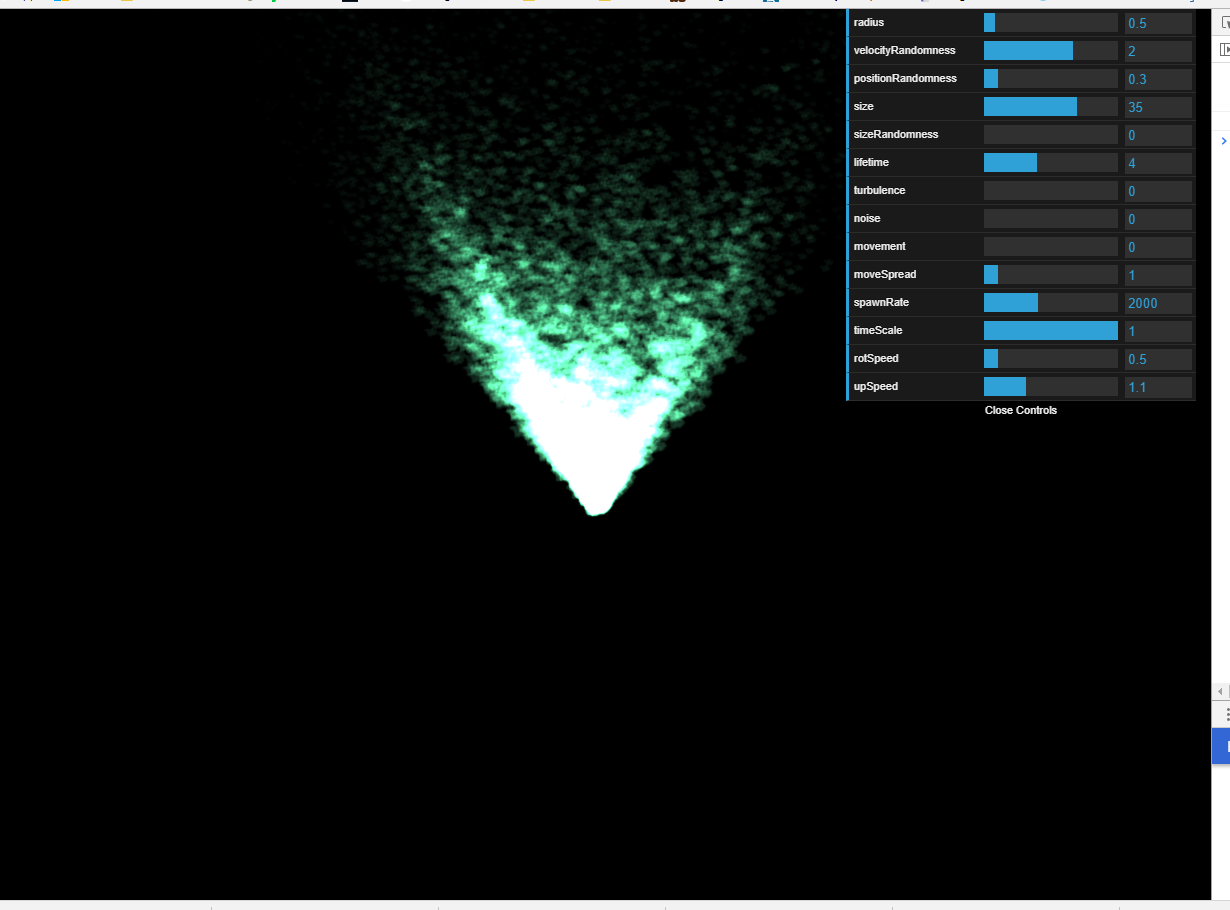 radius 0.5
velocityRandomness 2
positionRandomness 0.3
size 35
sizeRandomness 0
lifetime 4
turbulence 0
noise 0
movement 0
moveSpread 1
spawnRate 2000
timeScale 1
rotSpeed 0.5
upSpeed 1.1
Close Controls